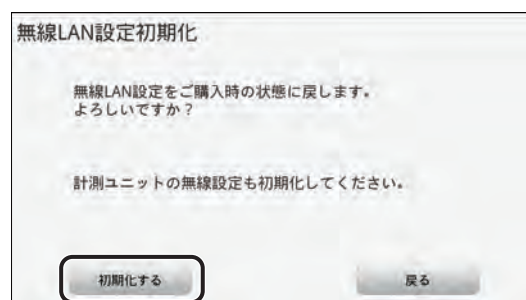 無線LAN設定初期化
無線LAN設定をご購入時の状態に戻します。
よろしいですか？
計測ユニットの無線設定も初期化してください。
初期化する
戻る